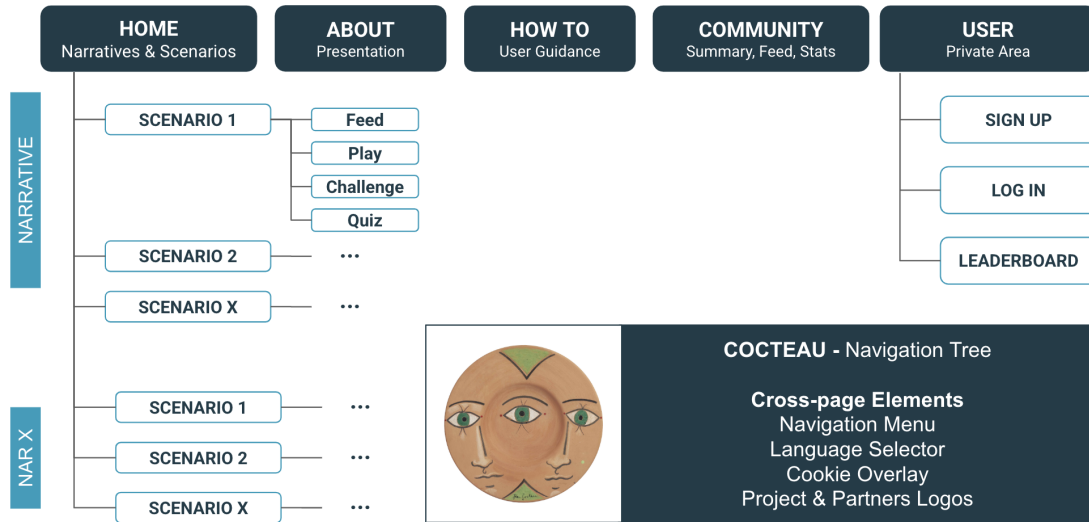 HOME
Narratives & Scenarios
ABOUT
Presentation
HOW TO
User Guidance
COMMUNITY
Summary, Feed, Stats
USER
Private Area
NARRATIVE
SCENARIO 1
Feed
Play
Challenge
Quiz
SCENARIO 2
...
SCENARIO X
...
SIGN UP
LOG IN
LEADERBOARD
NAR X
SCENARIO 1
...
SCENARIO 2
...
SCENARIO X
...
COCTEAU - Navigation Tree
Cross-page Elements
Navigation Menu
Language Selector
Cookie Overlay
Project & Partners Logos